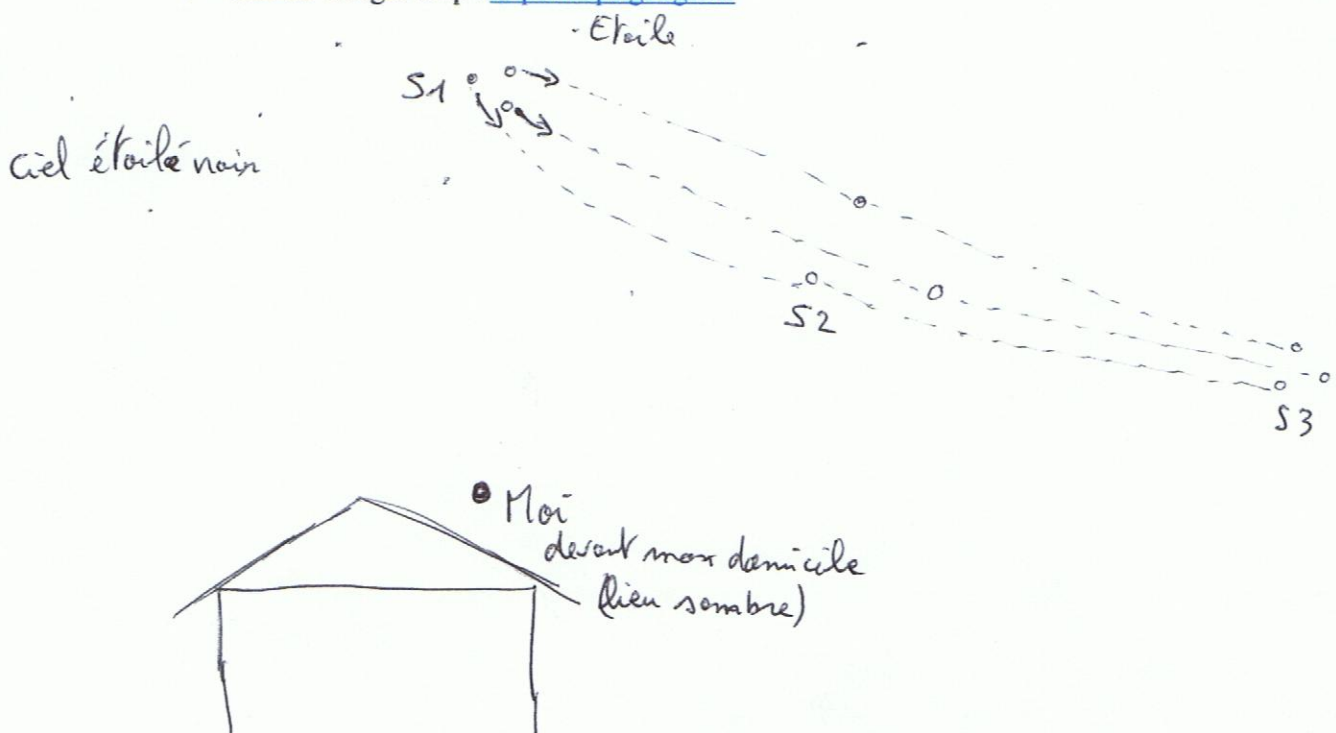 Etoile
S1
ciel étoilé noir
S2
S3
Moi
devant mon domicile
(lieu sombre)